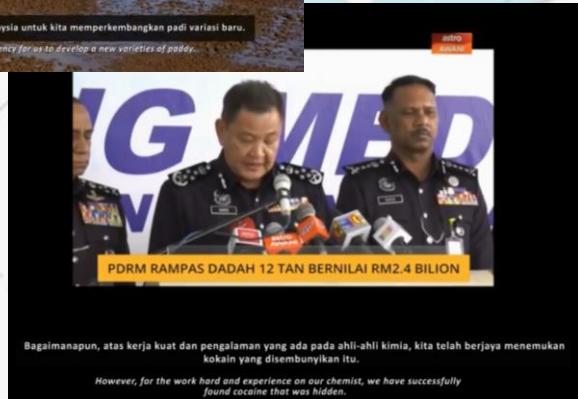 ysia untuk kita memperkembangkan padi variasi baru.
ency for us to develop a new varieties of paddy.
astro
AWANI
G MED
PDRM RAMPAS DADAH 12 TAN BERNILAI RM2.4 BILION
Bagaimanapun, atas kerja kuat dan pengalaman yang ada pada ahli-ahli kimia, kita telah berjaya menemukan
kokain yang disembunyikan itu.
However, for the work hard and experience on our chemist, we have successfully
found cocaine that was hidden.